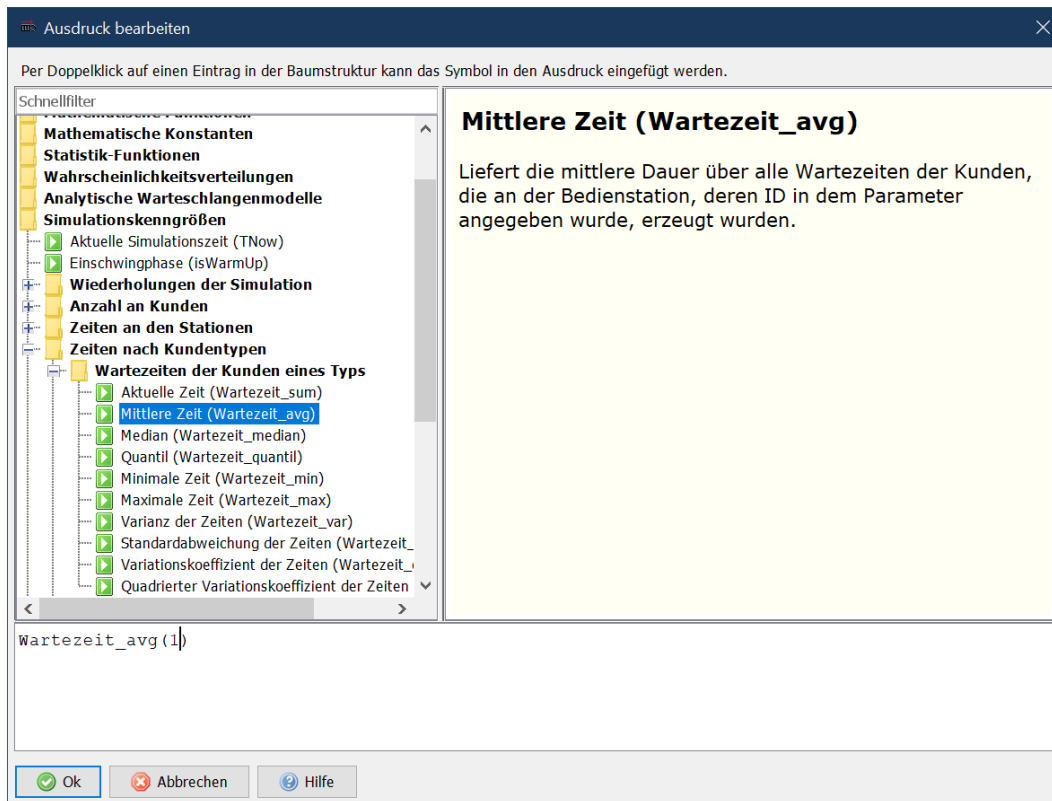 Ausdruck bearbeiten
Per Doppelklick auf einen Eintrag in der Baumstruktur kann das Symbol in den Ausdruck eingefügt werden.
Schnellfilter
Mathematische Funktionen
Mathematische Konstanten
Statistik-Funktionen
Wahrscheinlichkeitsverteilungen
Analytische Warteschlangenmodelle
Simulationskenngrößen
Aktuelle Simulationszeit (TNow)
Einschwingphase (isWarmUp)
Wiederholungen der Simulation
Anzahl an Kunden
Zeiten an den Stationen
Zeiten nach Kundentypen
Wartezeiten der Kunden eines Typs
Aktuelle Zeit (Wartezeit_sum)
Mittlere Zeit (Wartezeit_avg)
Median (Wartezeit_median)
Quantil (Wartezeit_quantil)
Minimale Zeit (Wartezeit_min)
Maximale Zeit (Wartezeit_max)
Varianz der Zeiten (Wartezeit_var)
Standardabweichung der Zeiten (Wartezeit_
Variationskoeffizient der Zeiten (Wartezeit_
Quadrierter Variationskoeffizient der Zeiten
Mittlere Zeit (Wartezeit_avg)
Liefert die mittlere Dauer über alle Wartezeiten der Kunden,
die an der Bedienstation, deren ID in dem Parameter
angegeben wurde, erzeugt wurden.
Wartezeit_avg(1)
Ok
Abbrechen
Hilfe